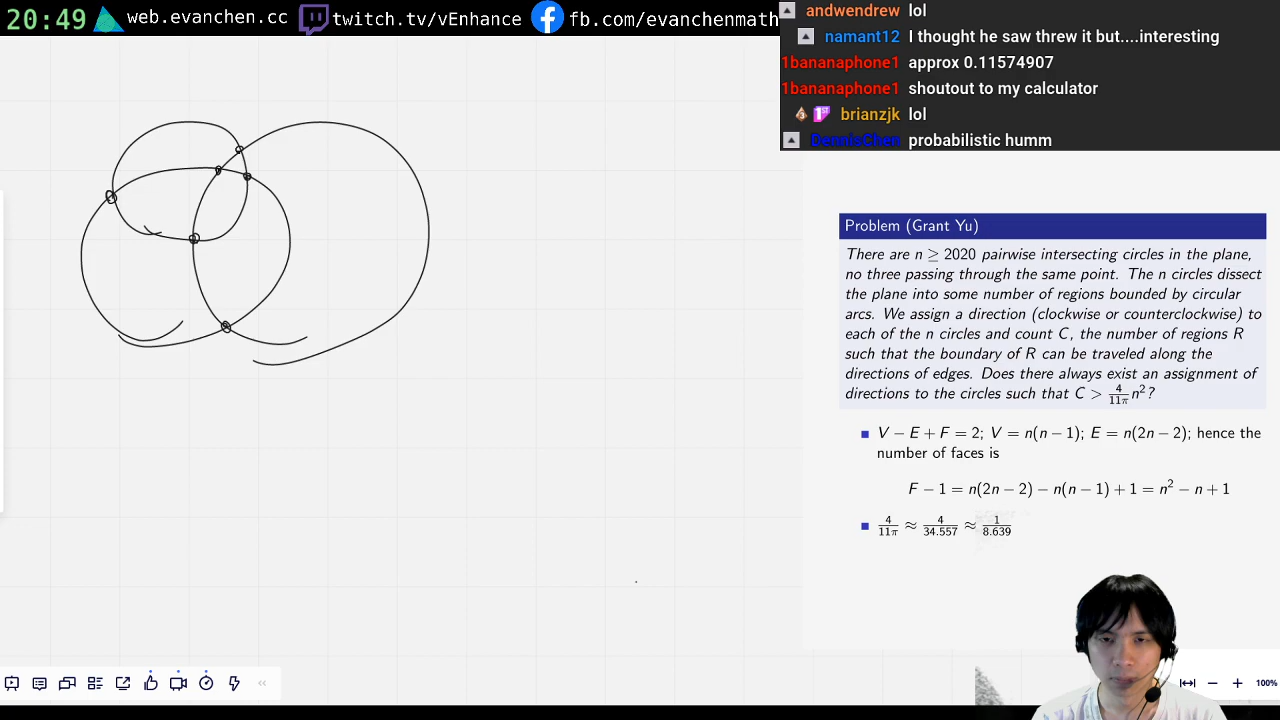 20:49 web.evanchen.cc twitch.tv/vEnhance fb.com/evanchenmath
andwendrew lol
namant12 I thought he saw threw it but....interesting
1bananaphone1 approx 0.11574907
1bananaphone1 shoutout to my calculator
brianzjk lol
DennisChen probabilistic humm
Problem (Grant Yu)
There are n ≥ 2020 pairwise intersecting circles in the plane,
no three passing through the same point. The n circles dissect
the plane into some number of regions bounded by circular
arcs. We assign a direction (clockwise or counterclockwise) to
each of the n circles and count C, the number of regions R
such that the boundary of R can be traveled along the
directions of edges. Does there always exist an assignment of
directions to the circles such that C > 4/11π n²?
V − E + F = 2; V = n(n − 1); E = n(2n − 2); hence the
number of faces is
F − 1 = n(2n − 2) − n(n − 1) + 1 = n² − n + 1
4/11π ≈ 4/34.557 ≈ 1/8.639
100%